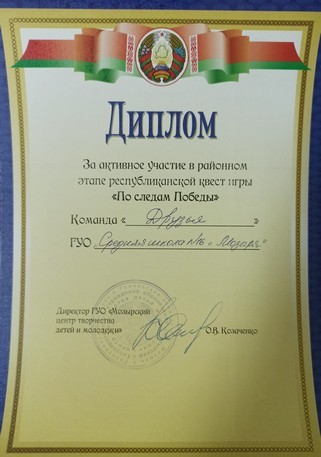 Диплом
За активное участие в районном
этапе республиканской квест игры
«По следам Победы»
Команда « Друзья »
ГУО „Средняя школа №6 г. Мозыря"
Директор ГУО «Мозырский
центр творчества
детей и молодежи»
О.В. Козаченко